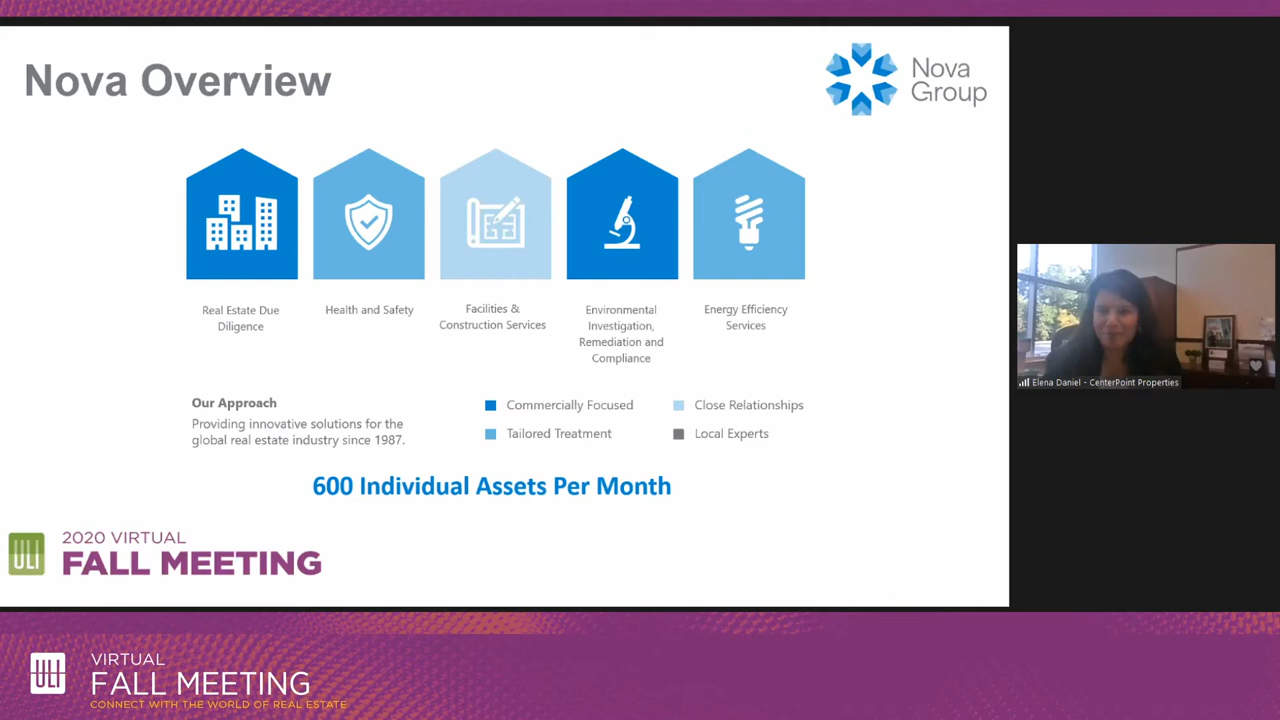 Nova Overview
Nova
Group
Real Estate Due
Diligence
Health and Safety
Facilities &
Construction Services
Environmental
Investigation,
Remediation and
Compliance
Energy Efficiency
Services
Our Approach
Providing innovative solutions for the
global real estate industry since 1987.
Commercially Focused
Close Relationships
Tailored Treatment
Local Experts
600 Individual Assets Per Month
ULI
2020 VIRTUAL
FALL MEETING
Elena Daniel - CenterPoint Properties
ULI
VIRTUAL
FALL MEETING
CONNECT WITH THE WORLD OF REAL ESTATE